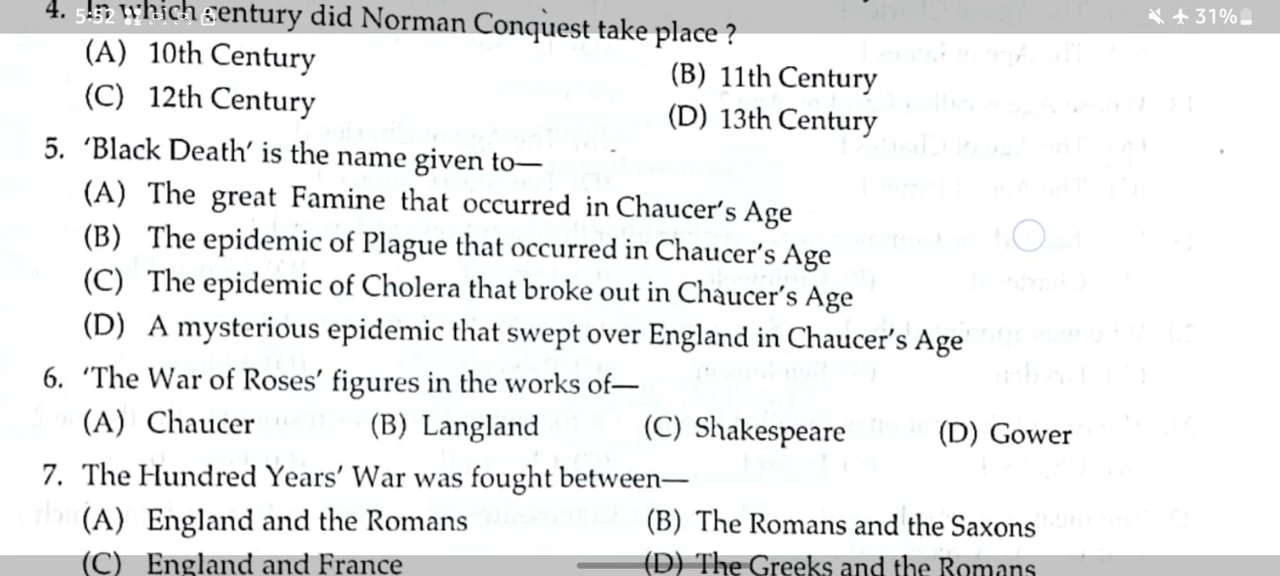 4. In which century did Norman Conquest take place ?
5:52 31%
(A) 10th Century
(B) 11th Century
(C) 12th Century
(D) 13th Century
5. ‘Black Death’ is the name given to—
(A) The great Famine that occurred in Chaucer's Age
(B) The epidemic of Plague that occurred in Chaucer's Age
(C) The epidemic of Cholera that broke out in Chaucer's Age
(D) A mysterious epidemic that swept over England in Chaucer's Age
6. ‘The War of Roses’ figures in the works of—
(A) Chaucer (B) Langland (C) Shakespeare (D) Gower
7. The Hundred Years' War was fought between—
(A) England and the Romans (B) The Romans and the Saxons
(C) England and France (D) The Greeks and the Romans